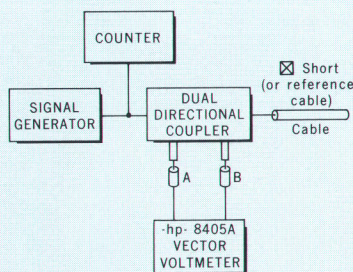 COUNTER
SIGNAL
GENERATOR
DUAL
DIRECTIONAL
COUPLER
Short
(or reference
cable)
Cable
A
B
-hp- 8405A
VECTOR
VOLTMETER